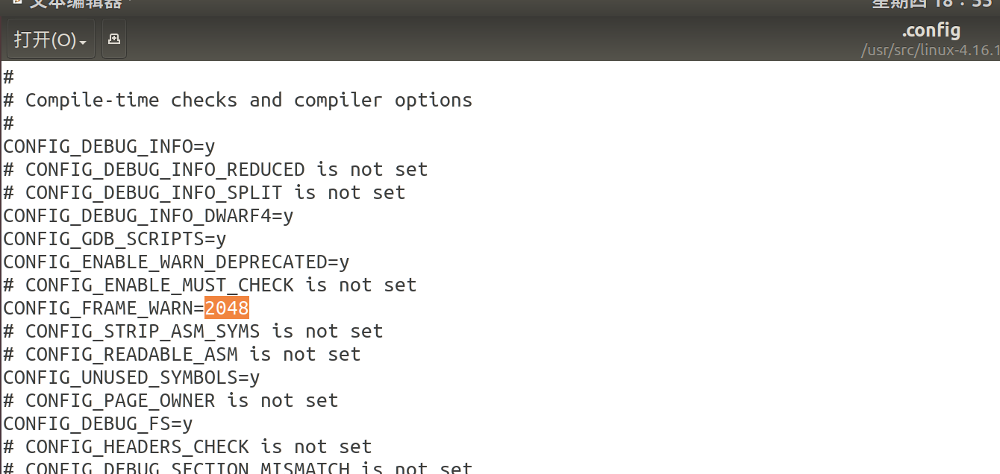 文本编辑器
星期四 18：55
打开(O)
.config
/usr/src/linux-4.16.1
#
# Compile-time checks and compiler options
#
CONFIG_DEBUG_INFO=y
# CONFIG_DEBUG_INFO_REDUCED is not set
# CONFIG_DEBUG_INFO_SPLIT is not set
CONFIG_DEBUG_INFO_DWARF4=y
CONFIG_GDB_SCRIPTS=y
CONFIG_ENABLE_WARN_DEPRECATED=y
# CONFIG_ENABLE_MUST_CHECK is not set
CONFIG_FRAME_WARN=2048
# CONFIG_STRIP_ASM_SYMS is not set
# CONFIG_READABLE_ASM is not set
CONFIG_UNUSED_SYMBOLS=y
# CONFIG_PAGE_OWNER is not set
CONFIG_DEBUG_FS=y
# CONFIG_HEADERS_CHECK is not set
# CONFIG_DEBUG_SECTION_MISMATCH is not set